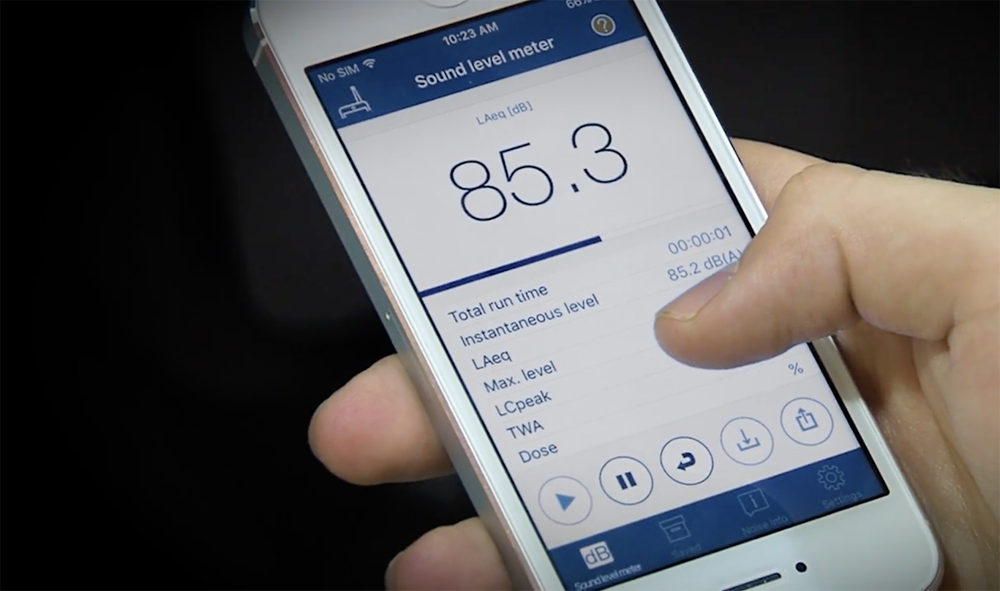 66%
10:23 AM
No SIM
?
Sound level meter
LAeq [dB]
85.3
00:00:01
Total run time
85.2 dB(A)
Instantaneous level
LAeq
Max. level
LCpeak
%
TWA
Dose
Settings
Noise Info
Saved
dB
Sound level meter